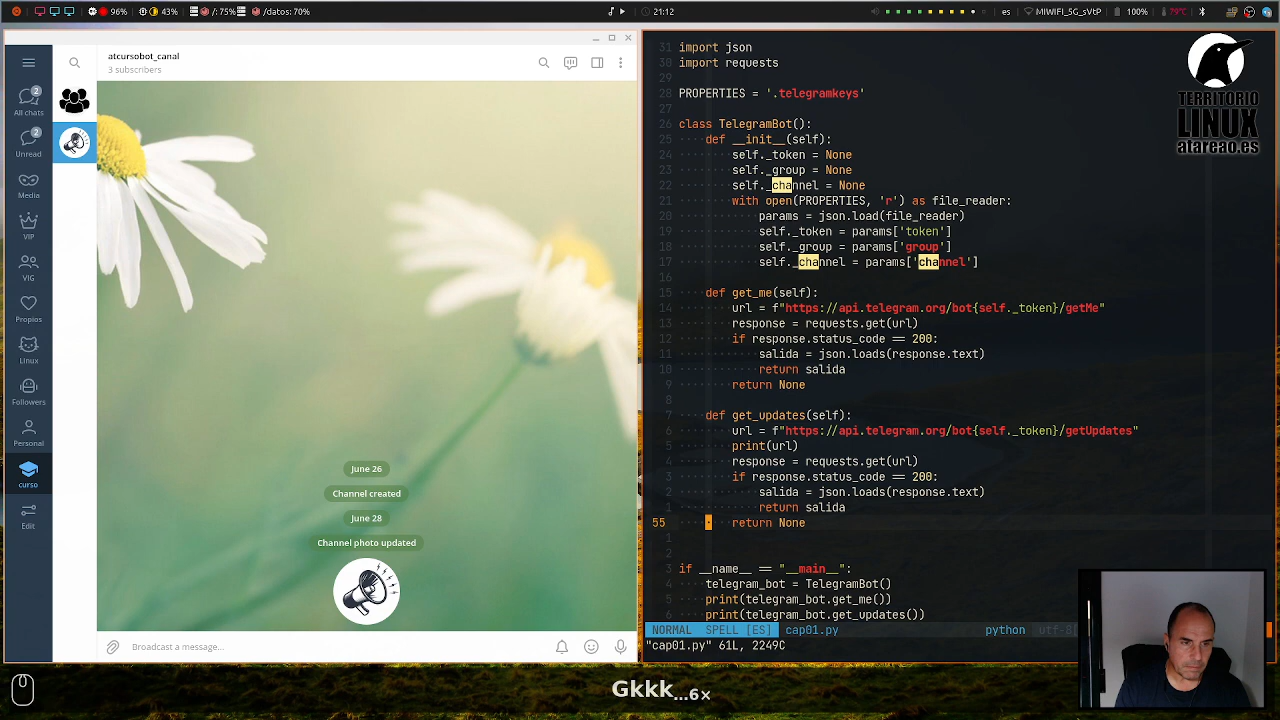 96% 43% /: 75% /datos: 70%
21:12
es MIWIFI_5G_sVtP 100% 79°C
atcursobot_canal
3 subscribers
2
All chats
2
Unread
Media
VIP
VIG
Propios
Linux
Followers
Personal
curso
Edit
June 26
Channel created
June 28
Channel photo updated
Broadcast a message...
31 import json
30 import requests
29
28 PROPERTIES = '.telegramkeys'
27
26 class TelegramBot():
25 ····def __init__(self):
24 ········self._token = None
23 ········self._group = None
22 ········self._channel = None
21 ········with open(PROPERTIES, 'r') as file_reader:
20 ············params = json.load(file_reader)
19 ············self._token = params['token']
18 ············self._group = params['group']
17 ············self._channel = params['channel']
16
15 ····def get_me(self):
14 ········url = f"https://api.telegram.org/bot{self._token}/getMe"
13 ········response = requests.get(url)
12 ········if response.status_code == 200:
11 ············salida = json.loads(response.text)
10 ············return salida
9 ········return None
8
7 ····def get_updates(self):
6 ········url = f"https://api.telegram.org/bot{self._token}/getUpdates"
5 ········print(url)
4 ········response = requests.get(url)
3 ········if response.status_code == 200:
2 ············salida = json.loads(response.text)
1 ············return salida
55 ········return None
1
2
3 if __name__ == "__main__":
4 ····telegram_bot = TelegramBot()
5 ····print(telegram_bot.get_me())
6 ····print(telegram_bot.get_updates())
NORMAL SPELL [ES] cap01.py python utf-8
"cap01.py" 61L, 2249C
TERRITORIO
LINUX
atareao.es
Gkkk...6×